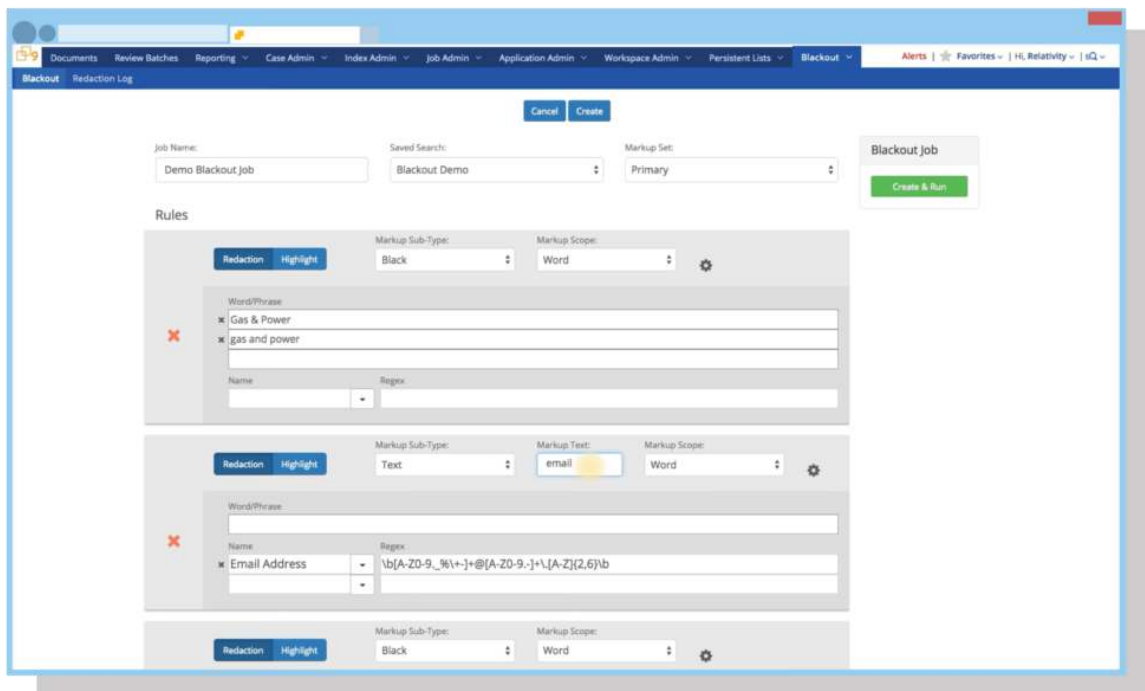 Documents Review Batches Reporting Case Admin Index Admin Job Admin Application Admin Workspace Admin Persistent Lists Blackout Alerts | Favorites | Hi, Relativity |
Blackout Redaction Log
Cancel Create
Job Name: Saved Search: Markup Set: Blackout Job
Demo Blackout Job Blackout Demo Primary
Create & Run
Rules
Markup Sub-Type: Markup Scope:
Redaction Highlight Black Word
Word/Phrase
Gas & Power
gas and power
Name Regex
Markup Sub-Type: Markup Text: Markup Scope:
Redaction Highlight Text email Word
Word/Phrase
Name Regex
Email Address \b[A-Z0-9._%\+-]+@[A-Z0-9.-]+\.[A-Z]{2,6}\b
Markup Sub-Type: Markup Scope:
Redaction Highlight Black Word